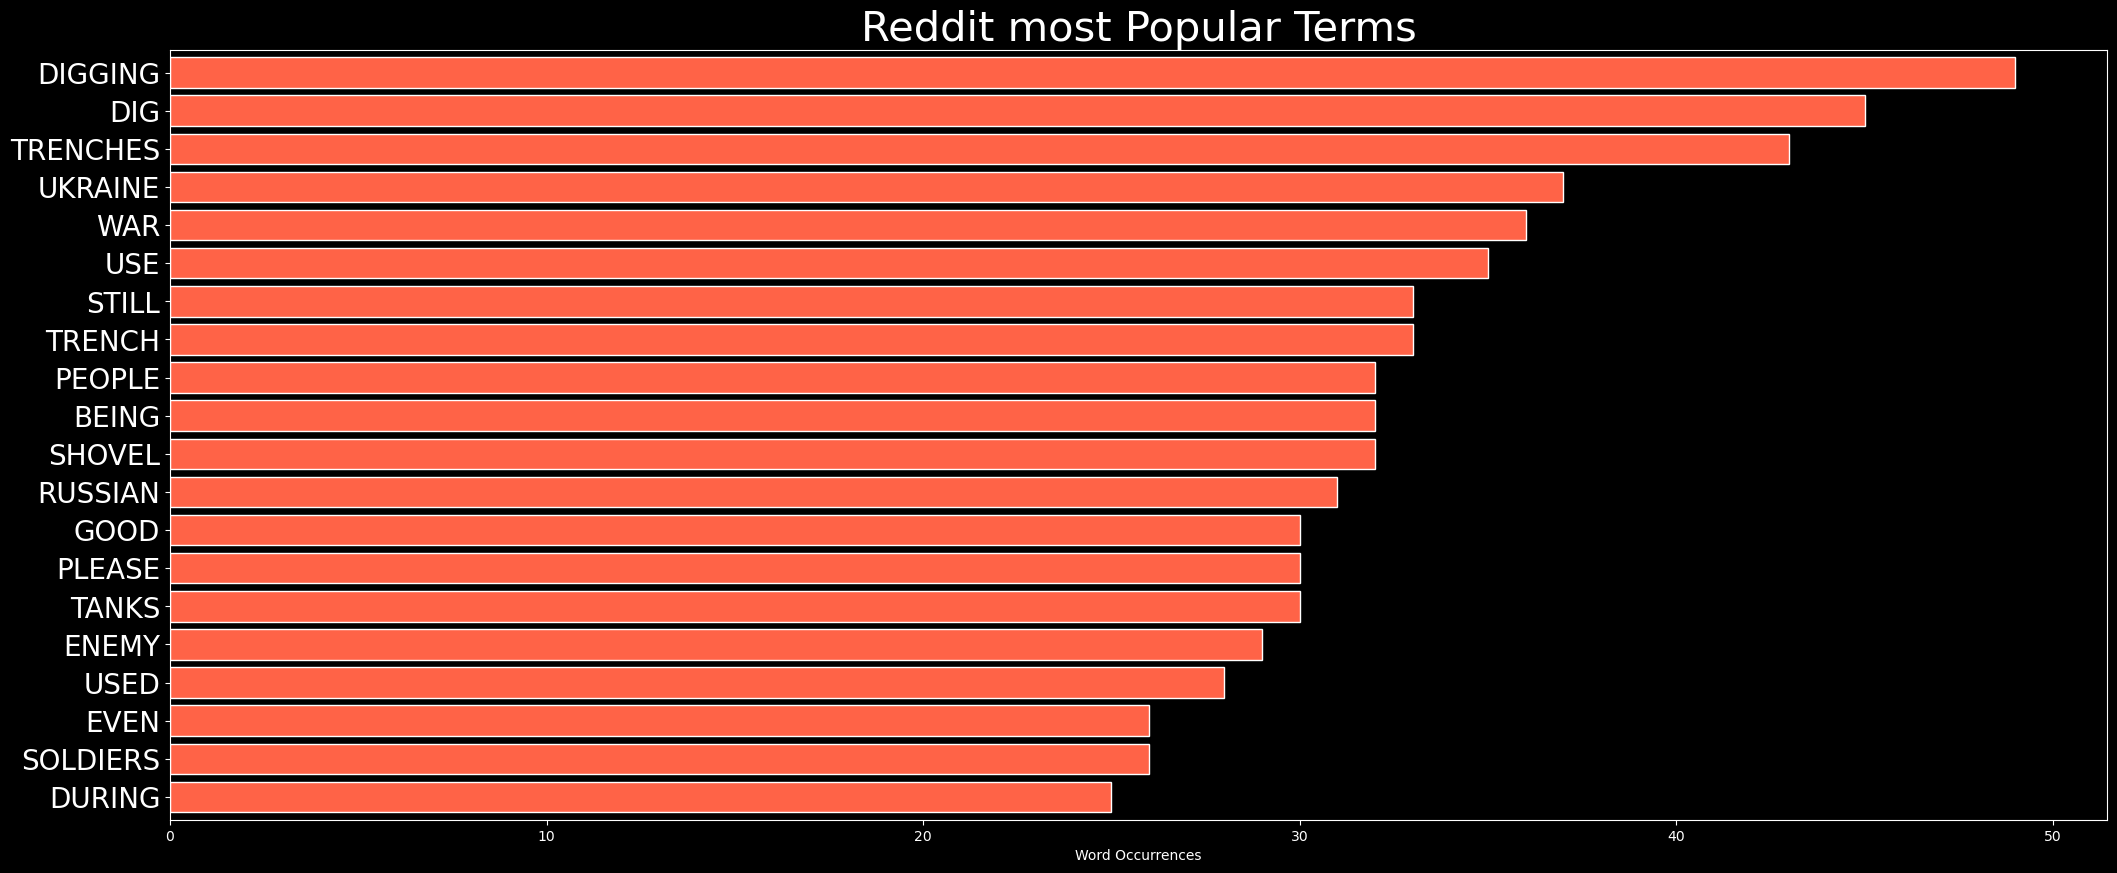 Reddit most Popular Terms
DIGGING
DIG
TRENCHES
UKRAINE
WAR
USE
STILL
TRENCH
PEOPLE
BEING
SHOVEL
RUSSIAN
GOOD
PLEASE
TANKS
ENEMY
USED
EVEN
SOLDIERS
DURING
0 10 20 30 40 50
Word Occurrences